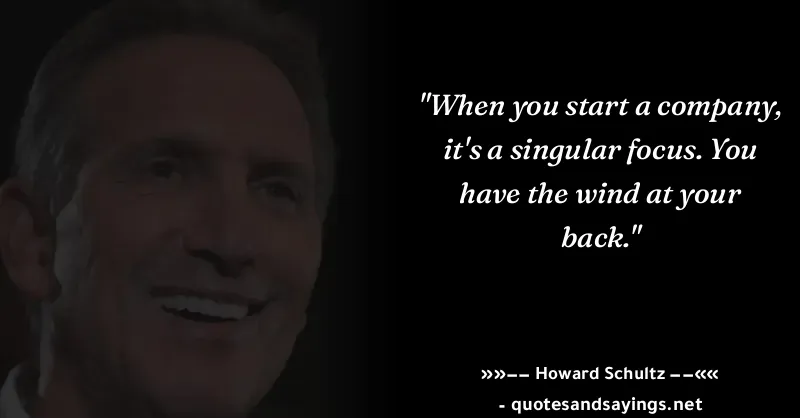 "When you start a company,
it's a singular focus. You
have the wind at your
back."
»»−− Howard Schultz −−««
- quotesandsayings.net